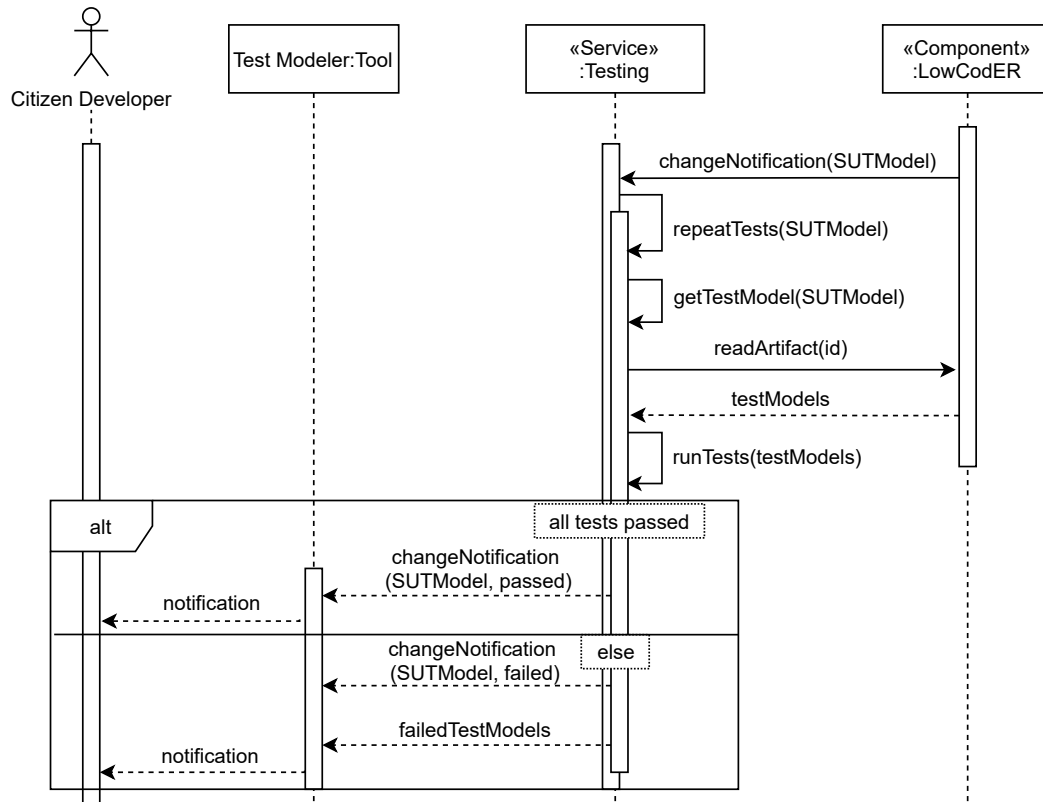 Citizen Developer
Test Modeler:Tool
«Service»
:Testing
«Component»
:LowCodER
changeNotification(SUTModel)
repeatTests(SUTModel)
getTestModel(SUTModel)
readArtifact(id)
testModels
runTests(testModels)
alt
all tests passed
changeNotification
(SUTModel, passed)
notification
else
changeNotification
(SUTModel, failed)
failedTestModels
notification